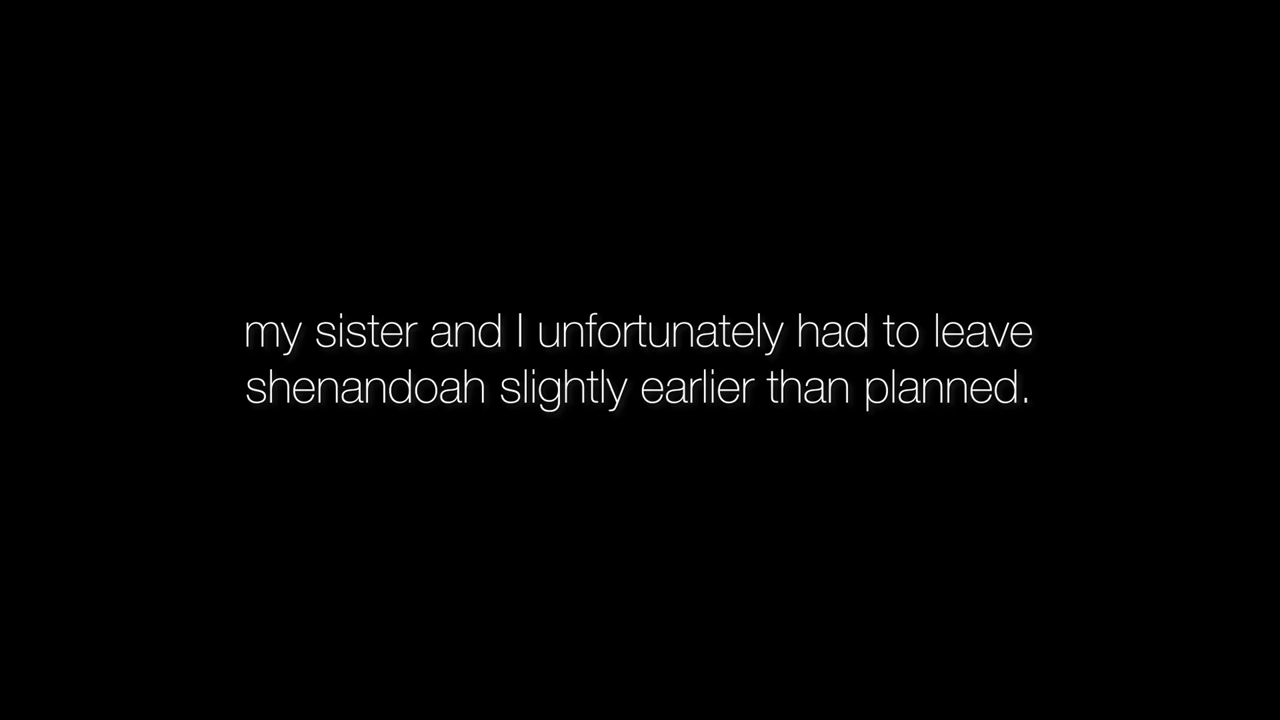 my sister and I unfortunately had to leave
shenandoah slightly earlier than planned.